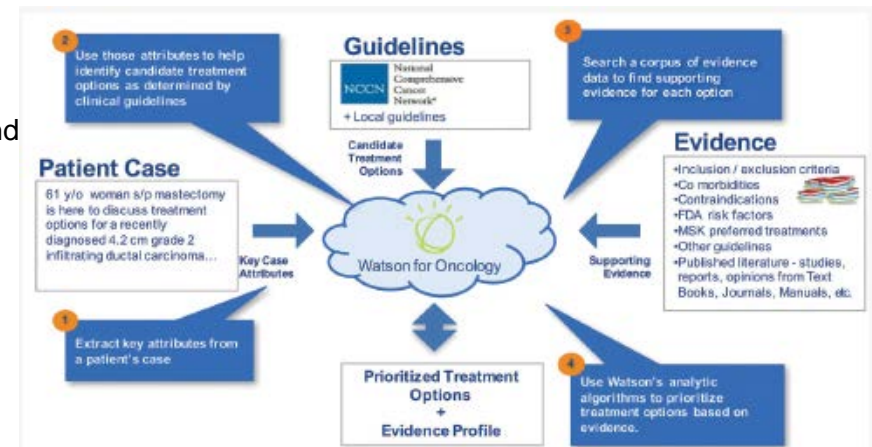 2
Use those attributes to help
identify candidate treatment
options as determined by
clinical guidelines
Guidelines
NCCN
National
Comprehensive
Cancer
Network®
+ Local guidelines
3
Search a corpus of evidence
data to find supporting
evidence for each option
nd
Patient Case
61 y/o woman s/p mastectomy
is here to discuss treatment
options for a recently
diagnosed 4.2 cm grade 2
infiltrating ductal carcinoma...
Candidate
Treatment
Options
Evidence
•Inclusion / exclusion criteria
•Co morbidities
•Contraindications
•FDA risk factors
•MSK preferred treatments
•Other guidelines
•Published literature - studies,
reports, opinions from Text
Books, Journals, Manuals, etc.
Key Case
Attributes
Watson for Oncology
Supporting
Evidence
1
Extract key attributes from
a patient's case
Prioritized Treatment
Options
+
Evidence Profile
4
Use Watson's analytic
algorithms to prioritize
treatment options based on
evidence.